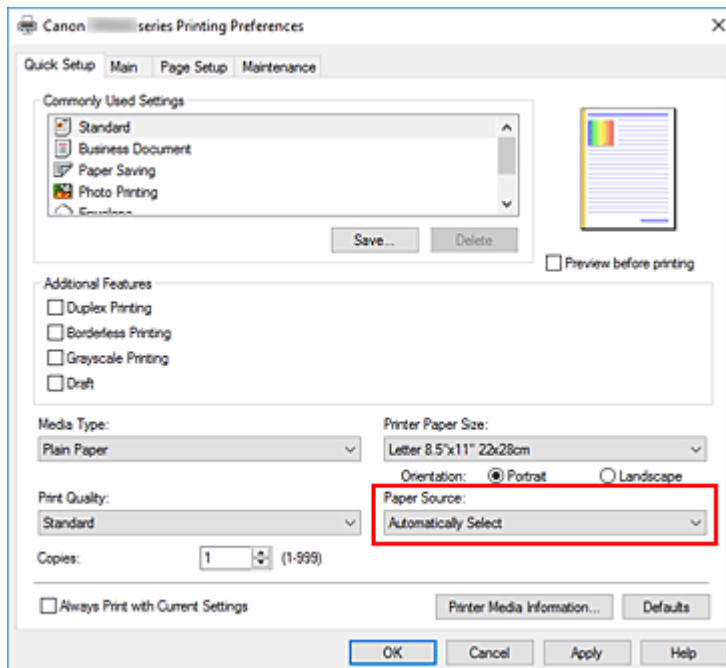 Canon series Printing Preferences
Quick Setup Main Page Setup Maintenance
Commonly Used Settings
Standard
Business Document
Paper Saving
Photo Printing
Envelope
Save... Delete
Preview before printing
Additional Features
Duplex Printing
Borderless Printing
Grayscale Printing
Draft
Media Type: Printer Paper Size:
Plain Paper Letter 8.5"x11" 22x28cm
Orientation: Portrait Landscape
Print Quality: Paper Source:
Standard Automatically Select
Copies: 1 (1-999)
Always Print with Current Settings Printer Media Information... Defaults
OK Cancel Apply Help